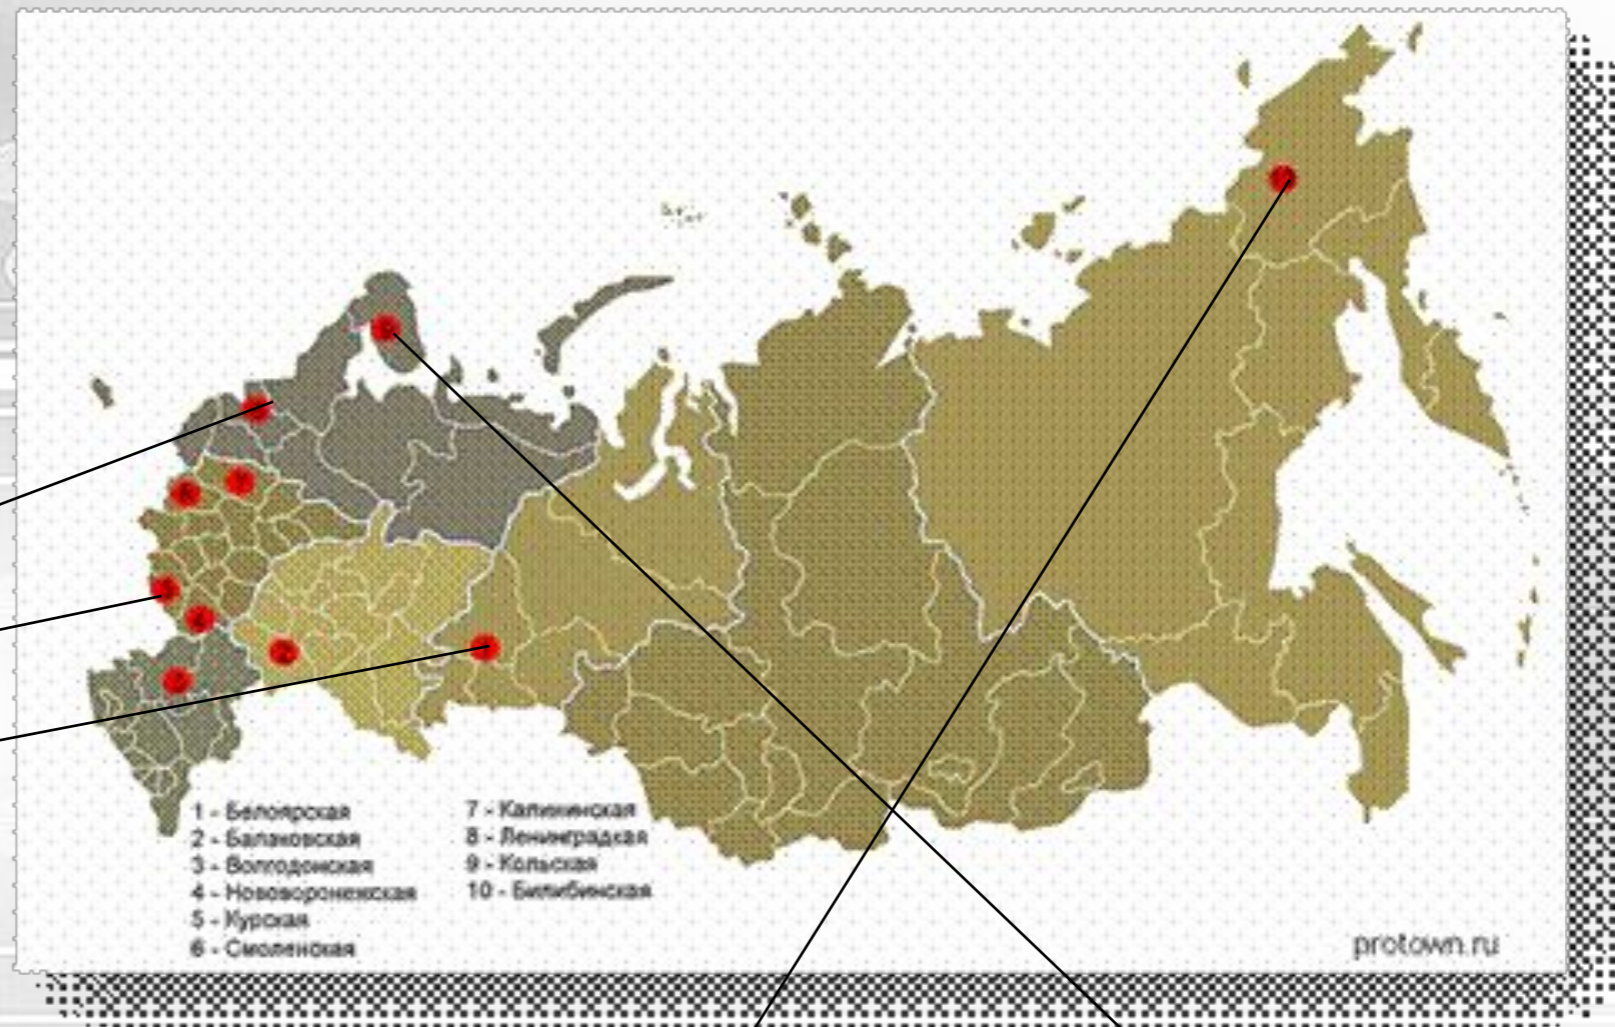 1 - Белоярская
2 - Балаковская
3 - Волгодонская
4 - Нововоронежская
5 - Курская
6 - Смоленская
7 - Калининская
8 - Ленинградкая
9 - Кольская
10 - Билибинская
protown.ru